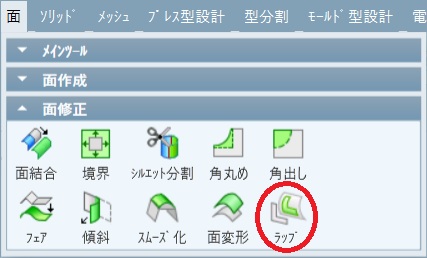 面 ｿﾘｯﾄﾞ ﾒｯｼｭ ﾌﾟﾚｽ型設計 型分割 ﾓｰﾙﾄﾞ型設計 電
ﾒｲﾝﾂｰﾙ
面作成
面修正
面結合 境界 ｼﾙｴｯﾄ分割 角丸め 角出し
ﾌｪｱ 傾斜 ｽﾑｰｽﾞ化 面変形 ﾗｯﾌﾟ